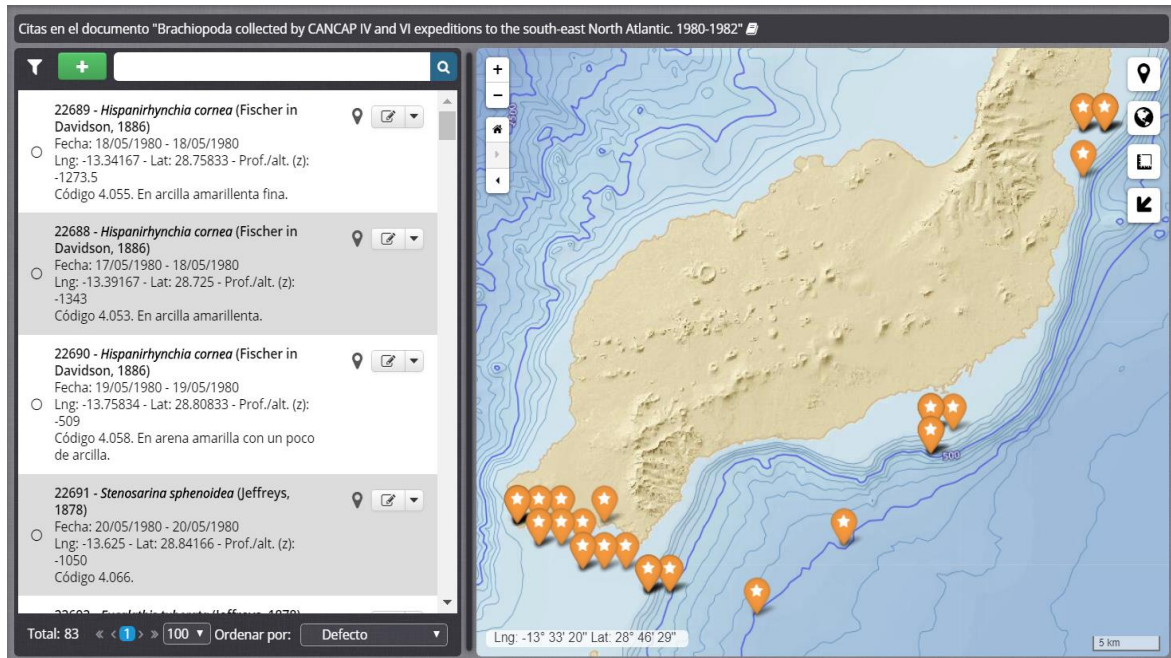 Citas en el documento "Brachiopoda collected by CANCAP IV and VI expeditions to the south-east North Atlantic. 1980-1982"
22689 - Hispanirhynchia cornea (Fischer in
Davidson, 1886)
Fecha: 18/05/1980 - 18/05/1980
Lng: -13.34167 - Lat: 28.75833 - Prof./alt. (z):
-1273.5
Código 4.055. En arcilla amarillenta fina.
22688 - Hispanirhynchia cornea (Fischer in
Davidson, 1886)
Fecha: 17/05/1980 - 18/05/1980
Lng: -13.39167 - Lat: 28.725 - Prof./alt. (z):
-1343
Código 4.053. En arcilla amarillenta.
22690 - Hispanirhynchia cornea (Fischer in
Davidson, 1886)
Fecha: 19/05/1980 - 19/05/1980
Lng: -13.75834 - Lat: 28.80833 - Prof./alt. (z):
-509
Código 4.058. En arena amarilla con un poco
de arcilla.
22691 - Stenosarina sphenoidea (Jeffreys,
1878)
Fecha: 20/05/1980 - 20/05/1980
Lng: -13.625 - Lat: 28.84166 - Prof./alt. (z):
-1050
Código 4.066.
Total: 83 « < 1 > » 100 Ordenar por: Defecto
+
−
-500
Lng: -13° 33' 20" Lat: 28° 46' 29"
5 km